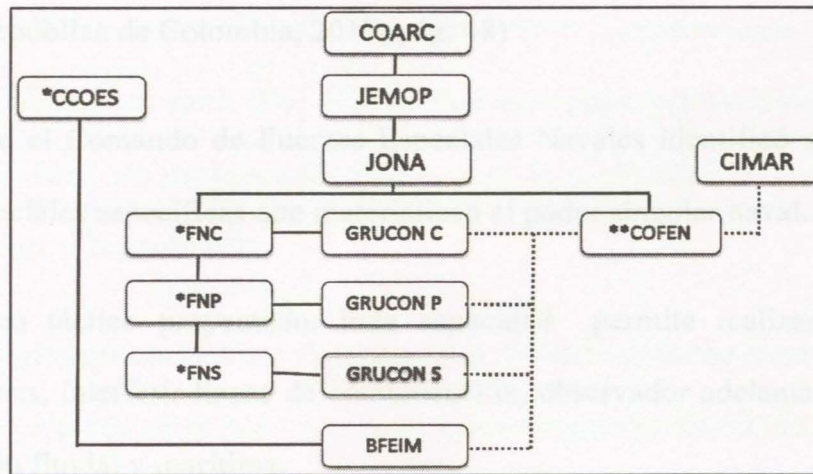 COARC
*CCOES
JEMOP
JONA
CIMAR
*FNC
GRUCON C
**COFEN
*FNP
GRUCON P
*FNS
GRUCON S
BFEIM